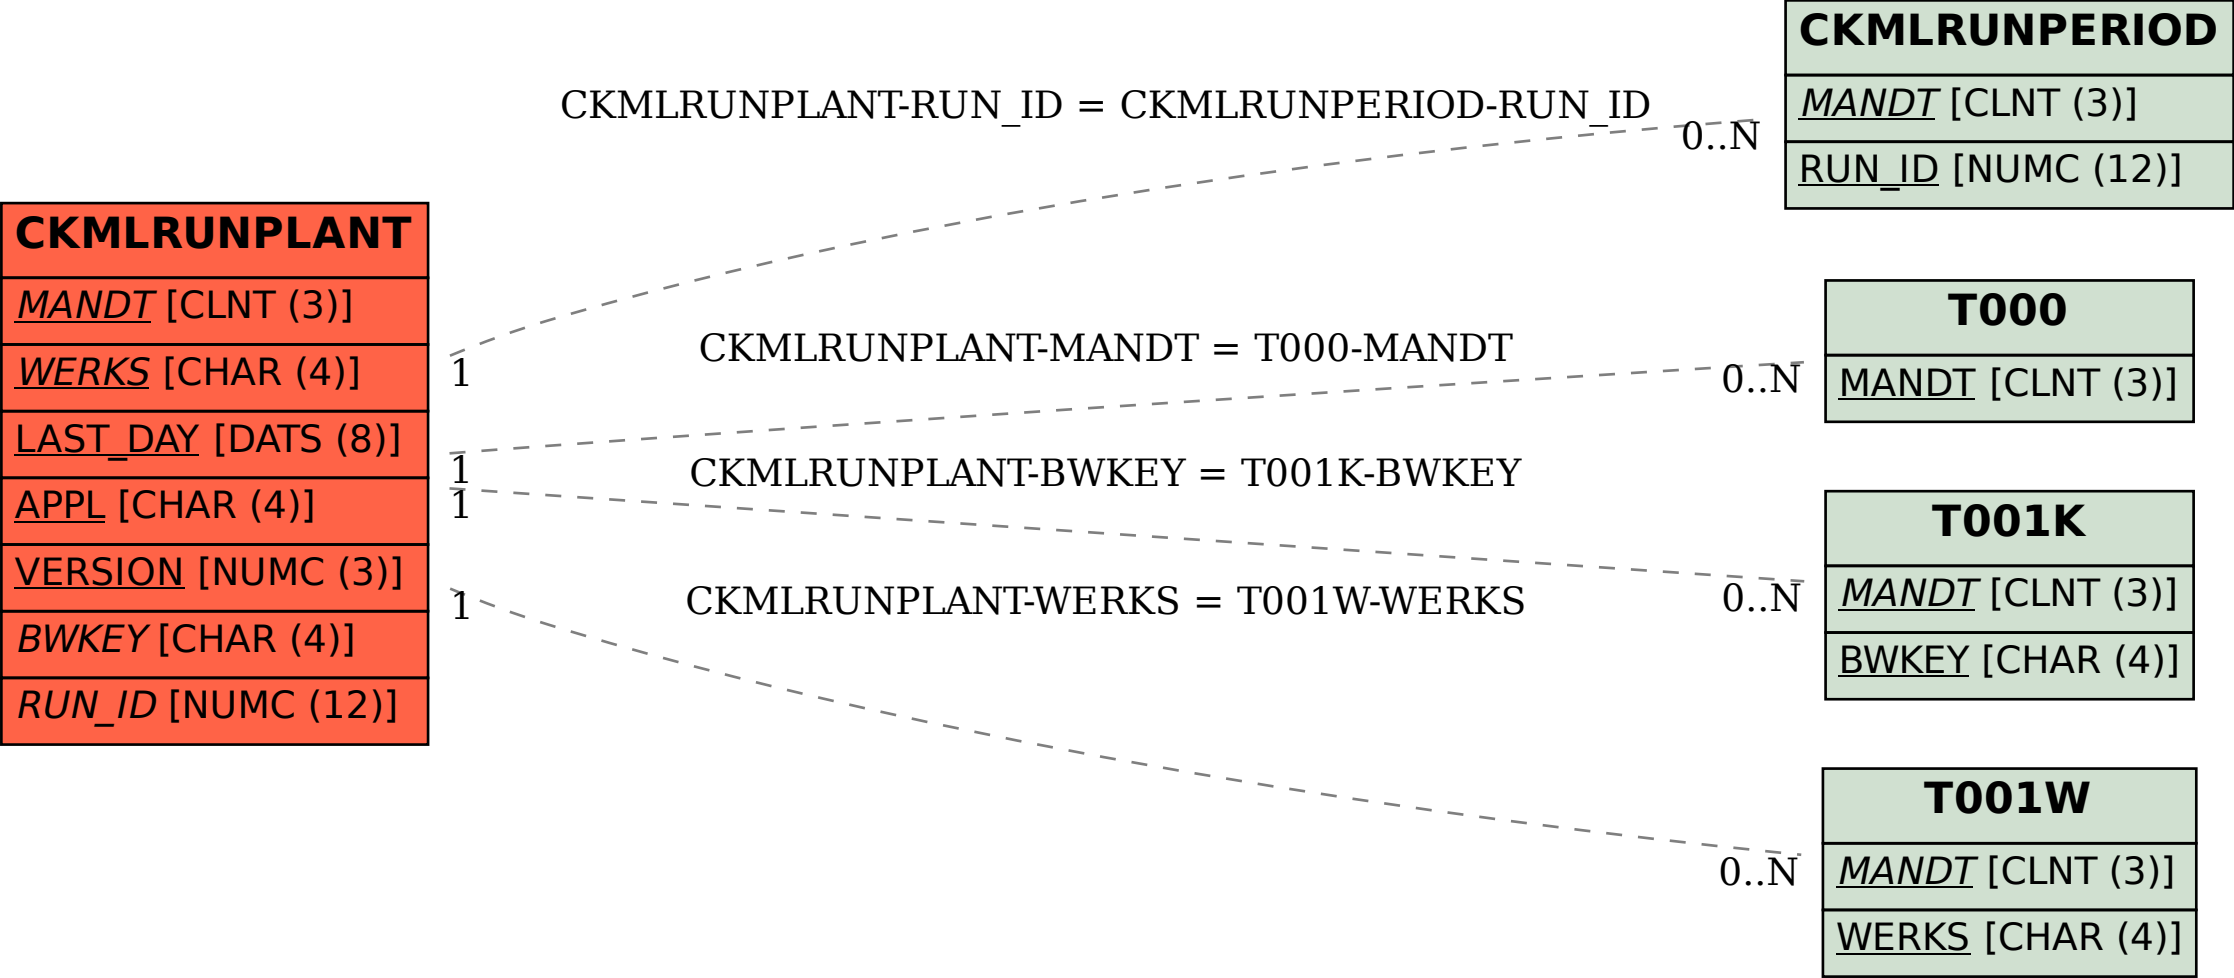 CKMLRUNPLANT
MANDT [CLNT (3)]
WERKS [CHAR (4)]
LAST_DAY [DATS (8)]
APPL [CHAR (4)]
VERSION [NUMC (3)]
BWKEY [CHAR (4)]
RUN_ID [NUMC (12)]
CKMLRUNPLANT-RUN_ID = CKMLRUNPERIOD-RUN_ID
1
0..N
CKMLRUNPLANT-MANDT = T000-MANDT
1
0..N
CKMLRUNPLANT-BWKEY = T001K-BWKEY
1
0..N
CKMLRUNPLANT-WERKS = T001W-WERKS
1
0..N
CKMLRUNPERIOD
MANDT [CLNT (3)]
RUN_ID [NUMC (12)]
T000
MANDT [CLNT (3)]
T001K
MANDT [CLNT (3)]
BWKEY [CHAR (4)]
T001W
MANDT [CLNT (3)]
WERKS [CHAR (4)]